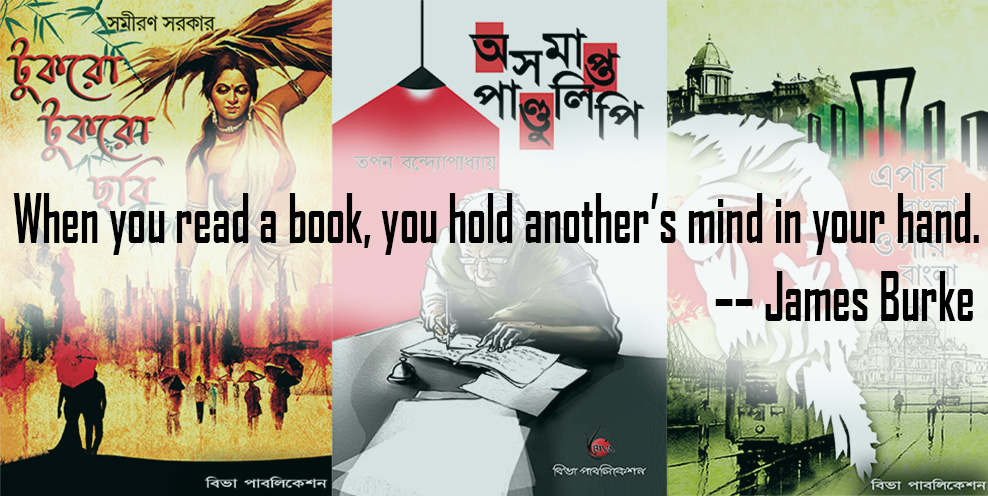 সমীরণ সরকার
টুকরো
টুকরো
ছবি
অসমাপ্ত
পাণ্ডুলিপি
তপন বন্দ্যোপাধ্যায়
এপার
বাংলা
ওপার
বাংলা
When you read a book, you hold another's mind in your hand.
-- James Burke
বিভা পাবলিকেশন
বিভা পাবলিকেশন
বিভা পাবলিকেশন